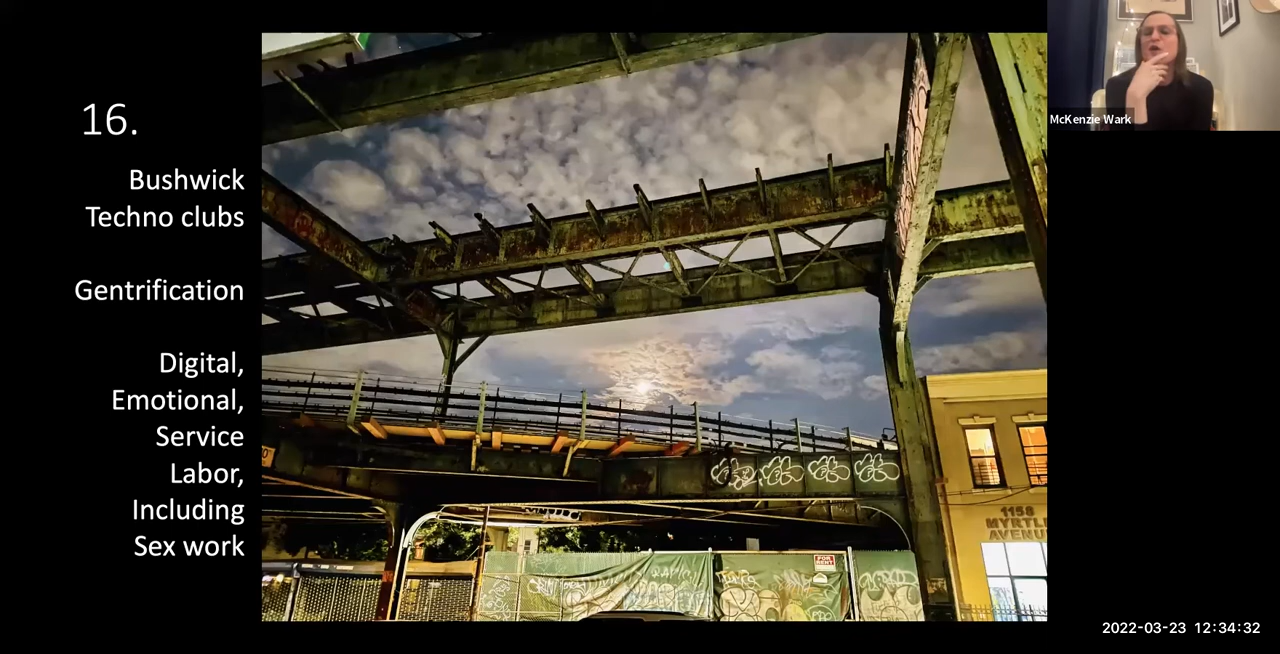 16.
Bushwick
Techno clubs
Gentrification
Digital,
Emotional,
Service
Labor,
Including
Sex work
McKenzie Wark
FOR
RENT
1158
MYRTLE
AVENUE
2022-03-23 12:34:32